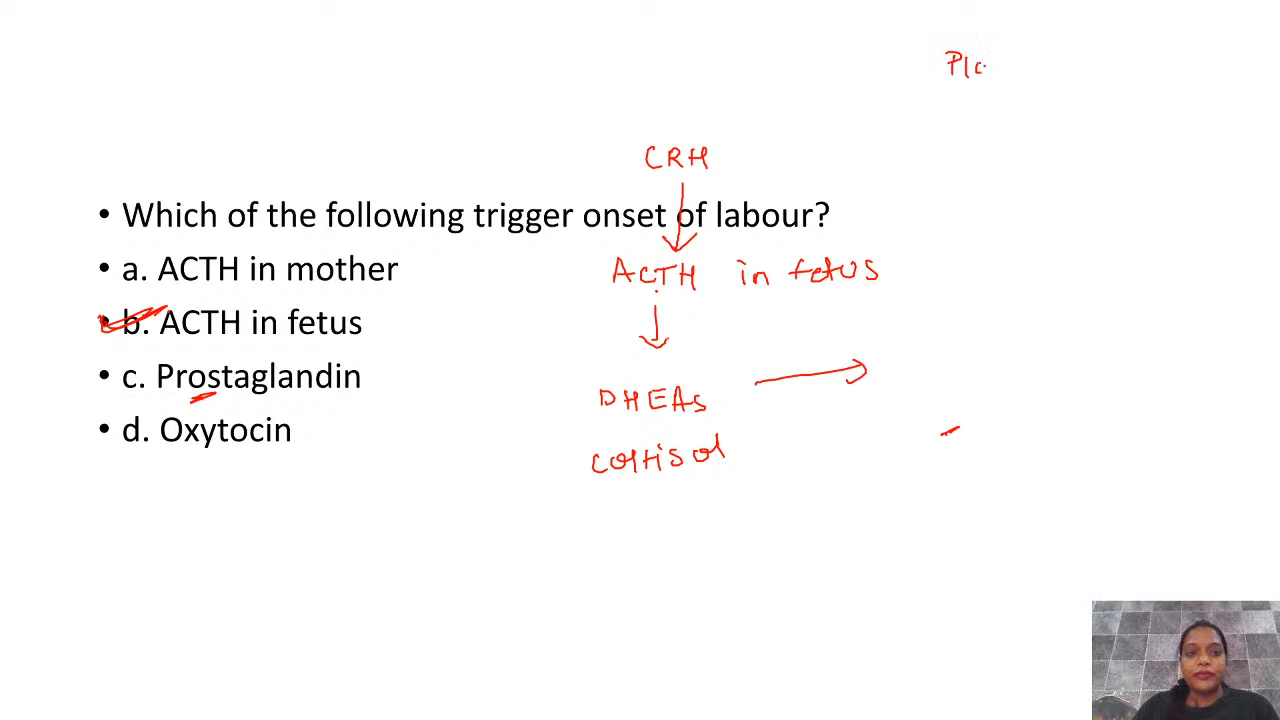 Pla
CRH
• Which of the following trigger onset of labour?
• a. ACTH in mother
ACTH in fetus
• b. ACTH in fetus
• c. Prostaglandin
DHEAs
• d. Oxytocin
cortisol